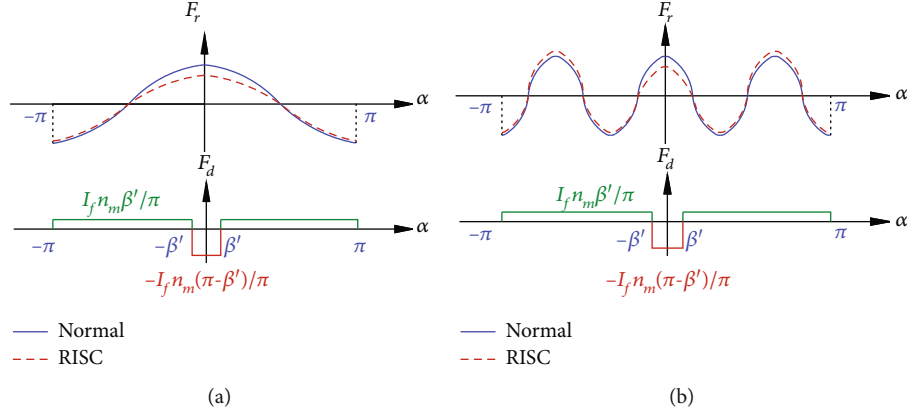 F_r
α
−π
π
F_d
I_f n_m β′/π
α
−π
−β′
β′
π
−I_f n_m(π-β′)/π
Normal
RISC
(a)
F_r
α
−π
π
F_d
I_f n_m β′/π
α
−π
−β′
β′
π
−I_f n_m(π-β′)/π
Normal
RISC
(b)